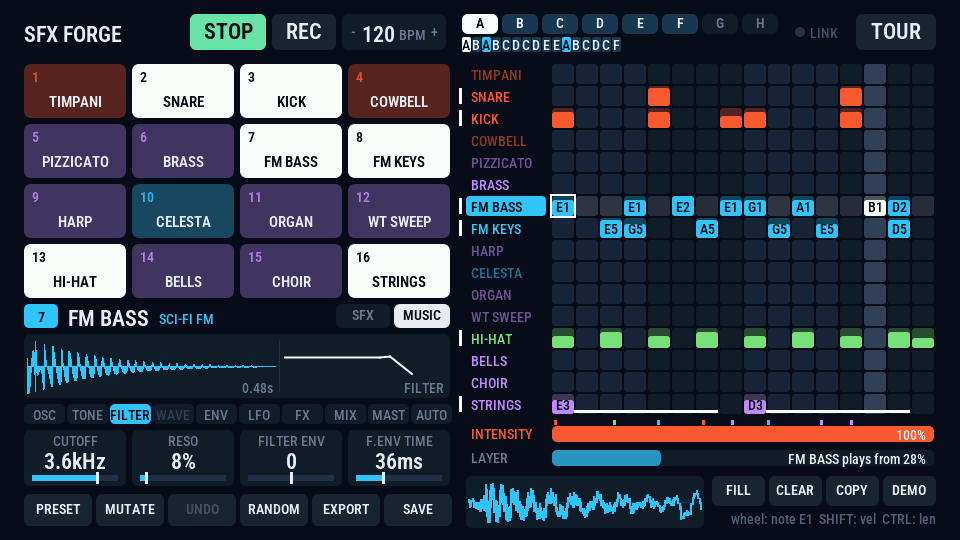 SFX FORGE STOP REC - 120 BPM + A B C D E F G H LINK TOUR
ABABCDCDEEEABCDCF
1 TIMPANI 2 SNARE 3 KICK 4 COWBELL
5 PIZZICATO 6 BRASS 7 FM BASS 8 FM KEYS
9 HARP 10 CELESTA 11 ORGAN 12 WT SWEEP
13 HI-HAT 14 BELLS 15 CHOIR 16 STRINGS
7 FM BASS SCI-FI FM SFX MUSIC
0.48s FILTER
OSC TONE FILTER WAVE ENV LFO FX MIX MAST AUTO
CUTOFF RESO FILTER ENV F.ENV TIME
3.6kHz 8% 0 36ms
PRESET MUTATE UNDO RANDOM EXPORT SAVE
TIMPANI
SNARE
KICK
COWBELL
PIZZICATO
BRASS
FM BASS E1 E1 E2 E1 G1 A1 B1 D2
FM KEYS E5 G5 A5 G5 E5 D5
HARP
CELESTA
ORGAN
WT SWEEP
HI-HAT
BELLS
CHOIR
STRINGS E3 D3
INTENSITY 100%
LAYER FM BASS plays from 28%
FILL CLEAR COPY DEMO
wheel: note E1 SHIFT: vel CTRL: len